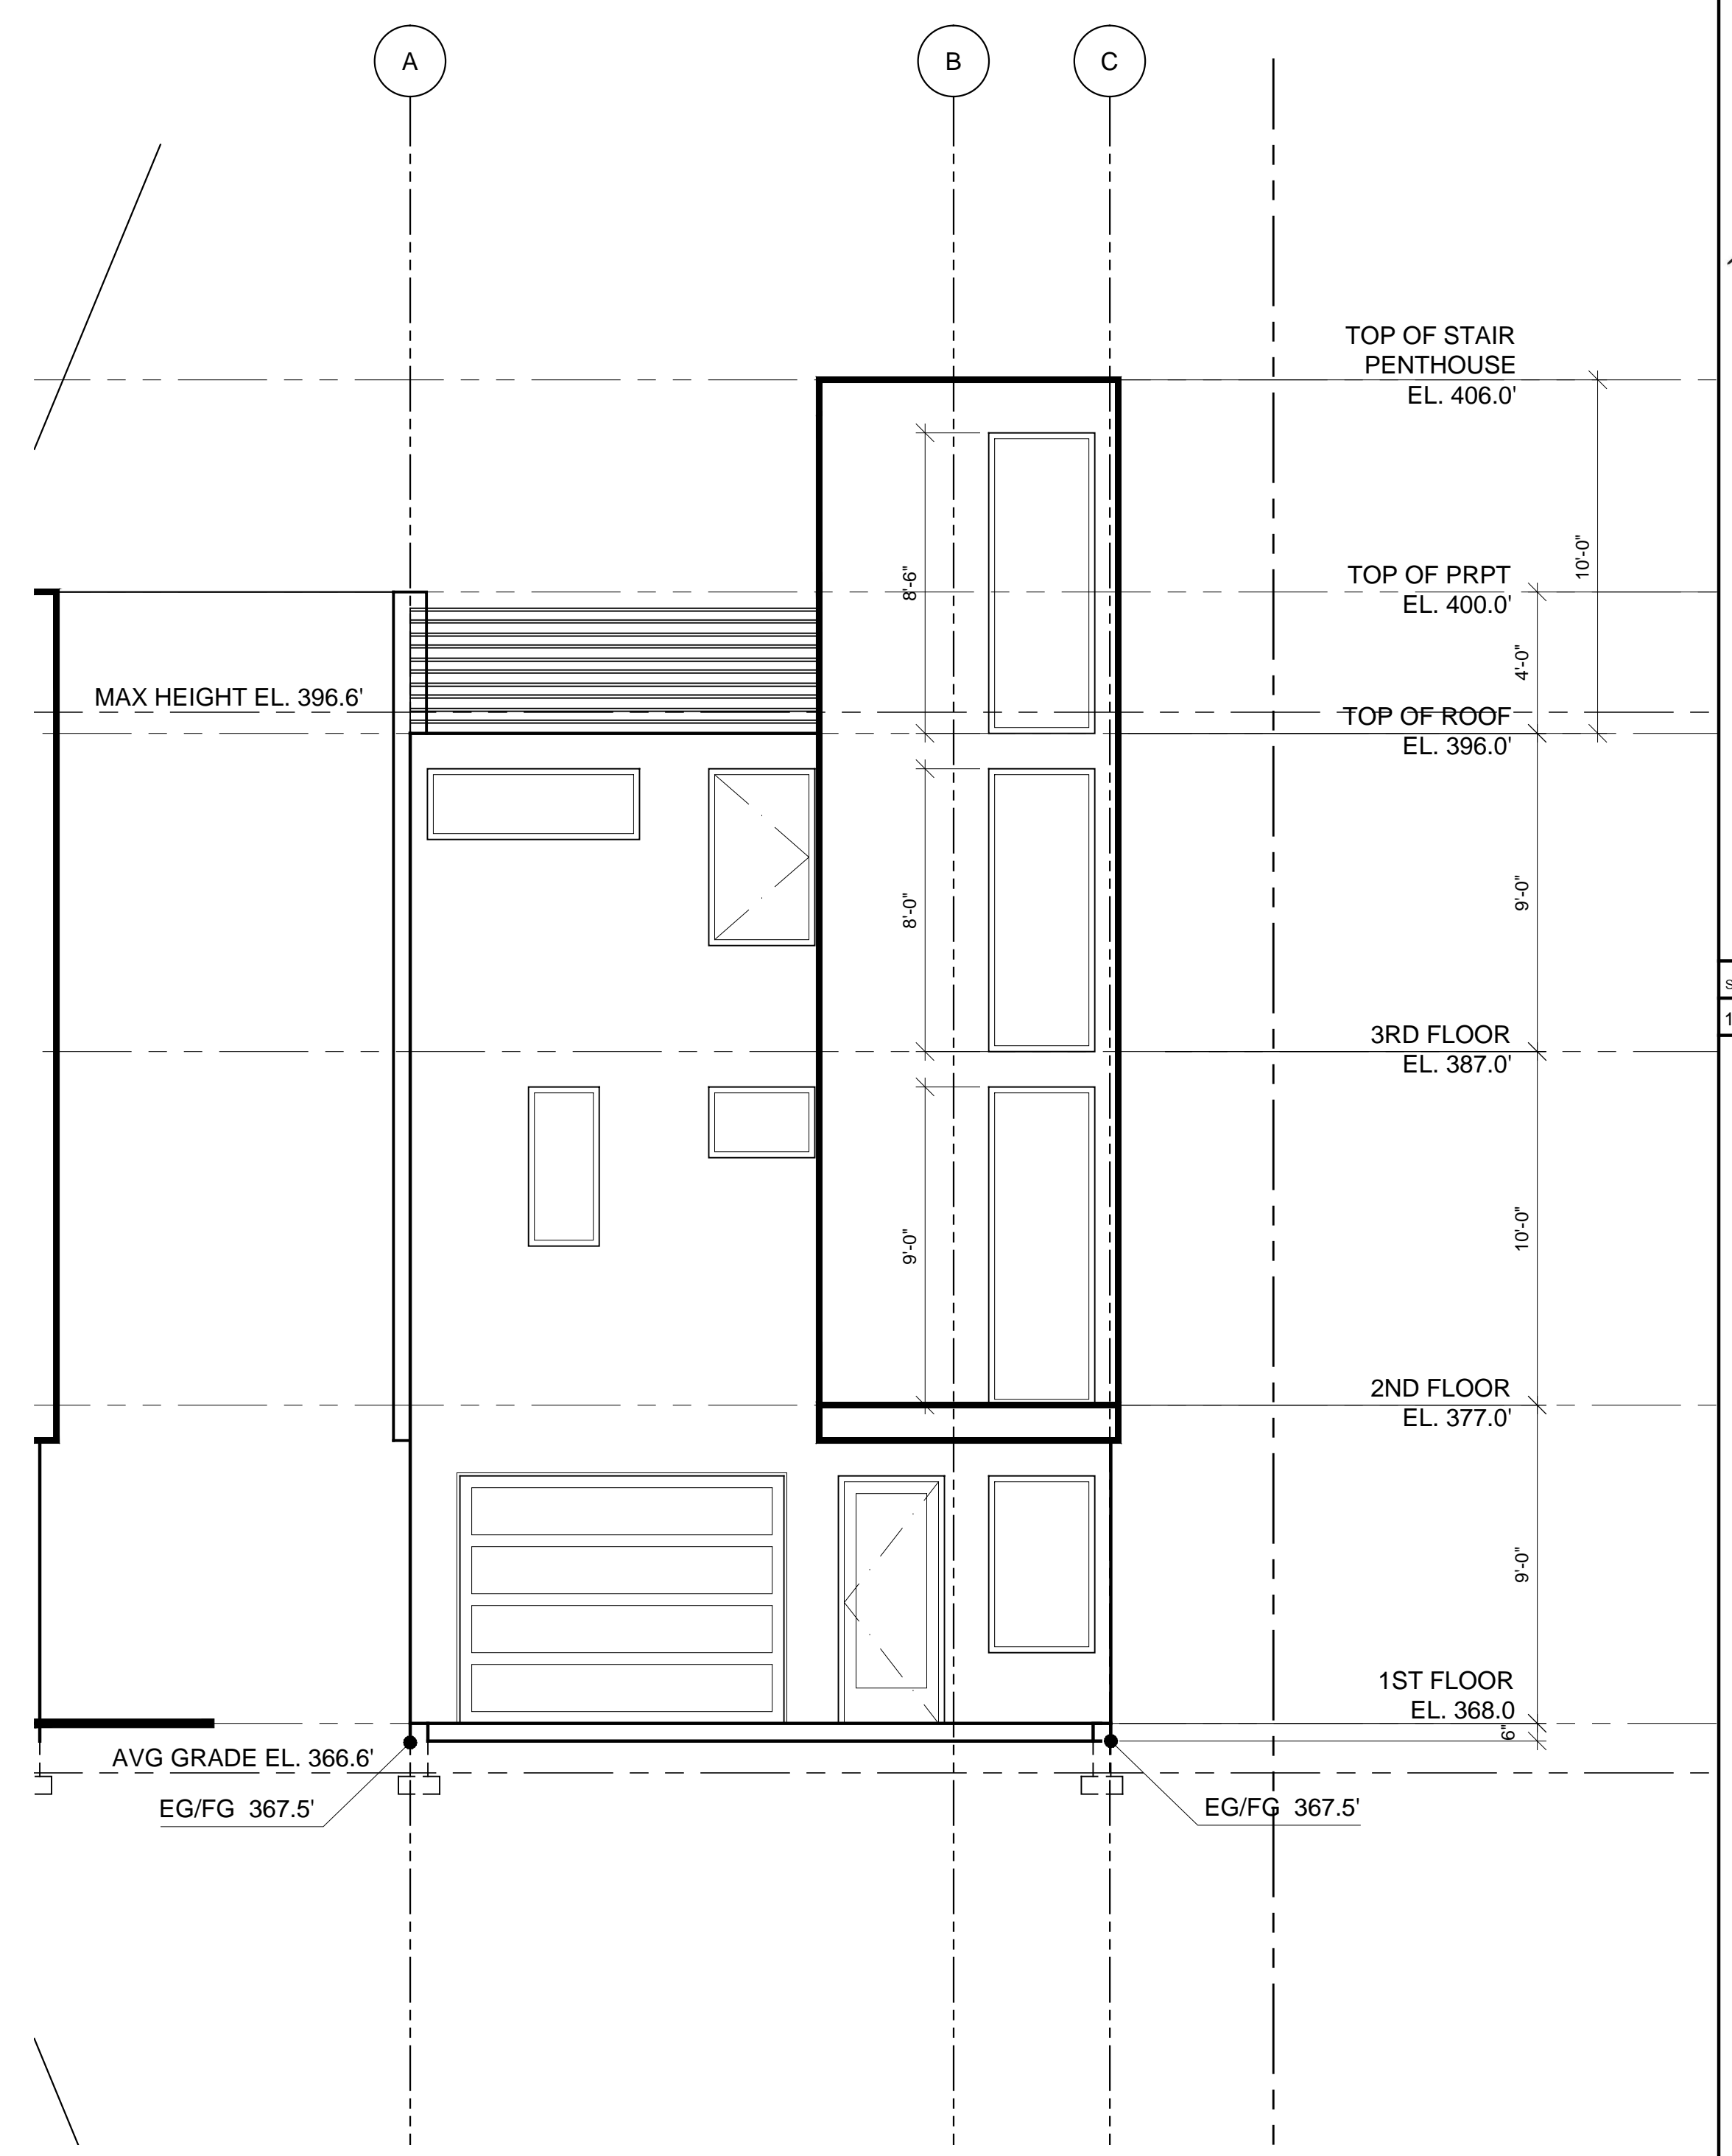 A
B
C
TOP OF STAIR
PENTHOUSE
EL. 406.0'
10'-0"
8'-6"
TOP OF PRPT
EL. 400.0'
4'-0"
MAX HEIGHT EL. 396.6'
TOP OF ROOF
EL. 396.0'
8'-0"
9'-0"
3RD FLOOR
EL. 387.0'
9'-0"
10'-0"
2ND FLOOR
EL. 377.0'
9'-0"
1ST FLOOR
EL. 368.0
6"
AVG GRADE EL. 366.6'
EG/FG 367.5'
EG/FG 367.5'
S
1